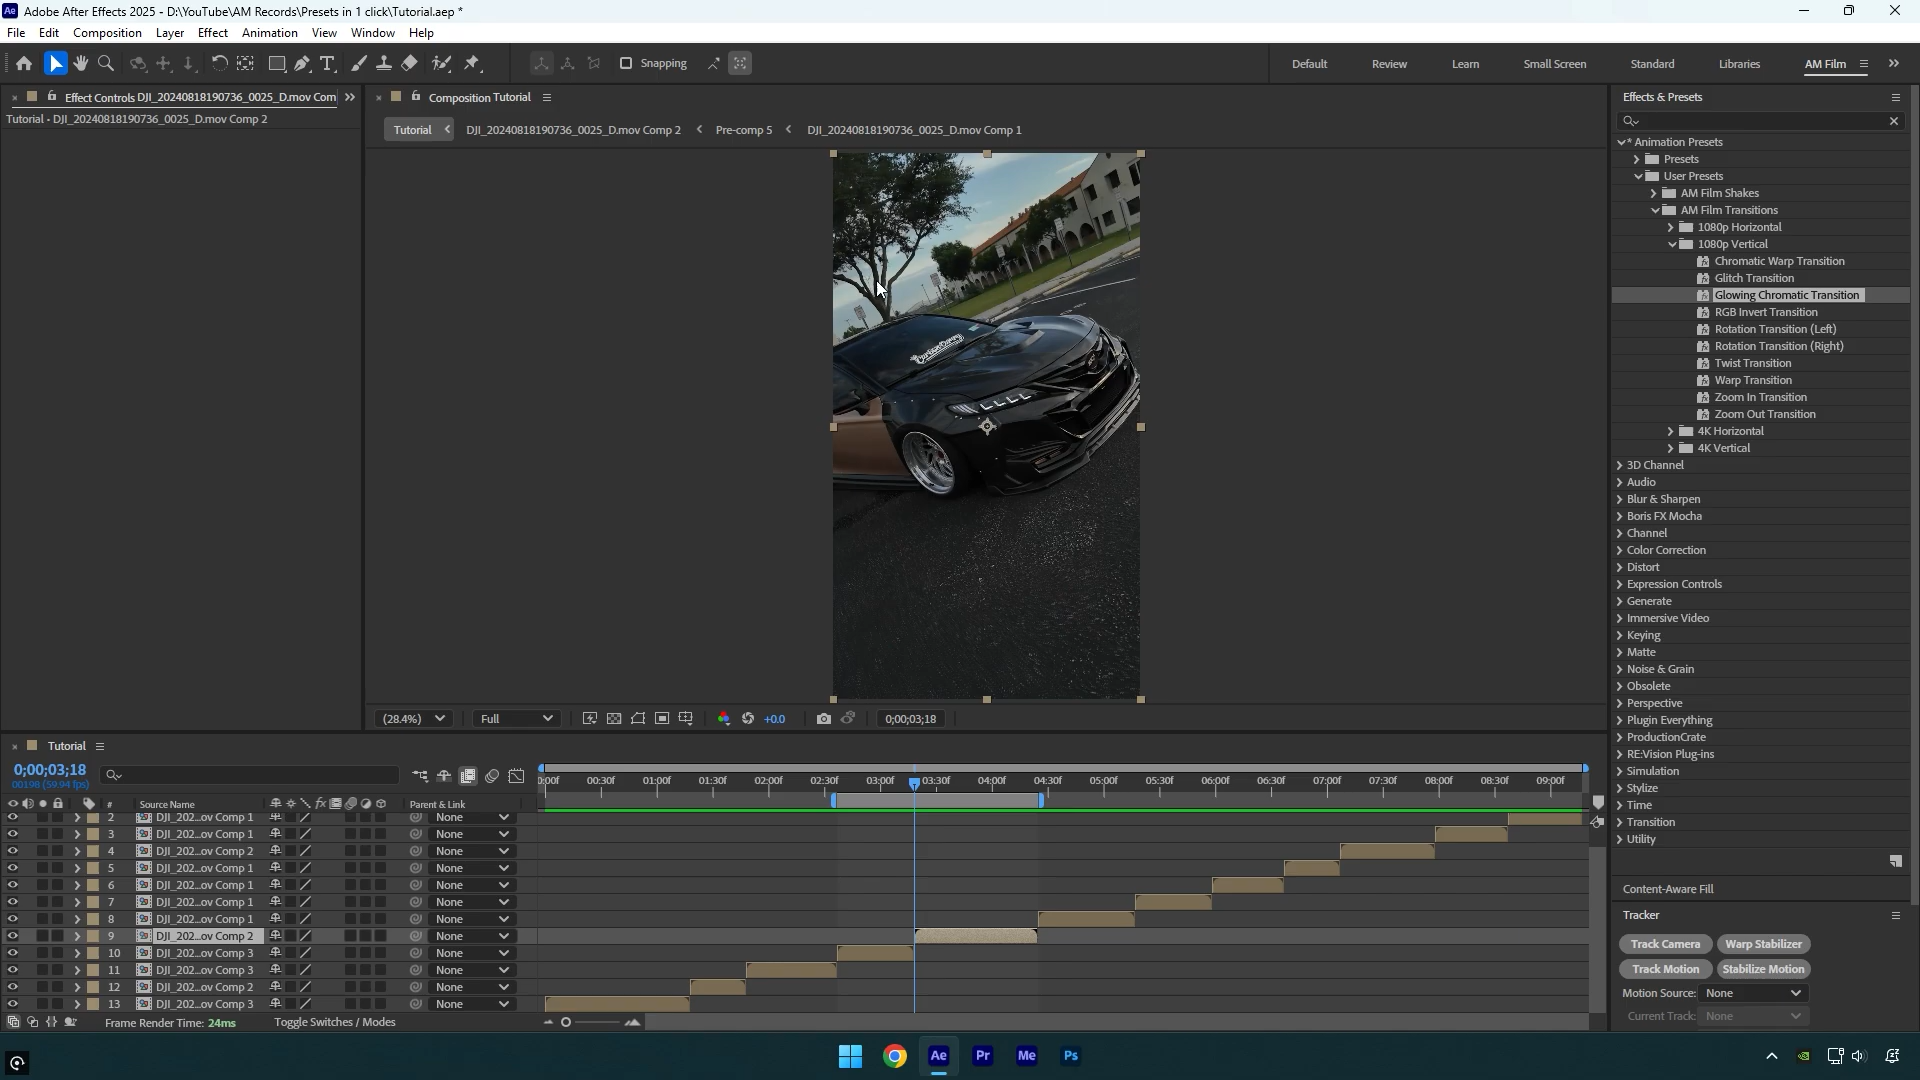 Adobe After Effects 2025 - D:\YouTube\AM Records\Presets in 1 click\Tutorial.aep *
File Edit Composition Layer Effect Animation View Window Help
Snapping Default Review Learn Small Screen Standard Libraries AM Film
Effect Controls DJI_20240818190736_0025_D.mov Com
Tutorial • DJI_20240818190736_0025_D.mov Comp 2
Composition Tutorial
Tutorial DJI_20240818190736_0025_D.mov Comp 2 Pre-comp 5 DJI_20240818190736_0025_D.mov Comp 1
(28.4%) Full +0.0 0;00;03;18
Effects & Presets
* Animation Presets
Presets
User Presets
AM Film Shakes
AM Film Transitions
1080p Horizontal
1080p Vertical
Chromatic Warp Transition
Glitch Transition
Glowing Chromatic Transition
RGB Invert Transition
Rotation Transition (Left)
Rotation Transition (Right)
Twist Transition
Warp Transition
Zoom In Transition
Zoom Out Transition
4K Horizontal
4K Vertical
3D Channel
Audio
Blur & Sharpen
Boris FX Mocha
Channel
Color Correction
Distort
Expression Controls
Generate
Immersive Video
Keying
Matte
Noise & Grain
Obsolete
Perspective
Plugin Everything
ProductionCrate
RE:Vision Plug-ins
Simulation
Stylize
Time
Transition
Utility
Content-Aware Fill
Tracker
Track Camera Warp Stabilizer
Track Motion Stabilize Motion
Motion Source: None
Current Track: None
Tutorial
0;00;03;18
00198 (59.94 fps)
0:00f 00:30f 01:00f 01:30f 02:00f 02:30f 03:00f 03:30f 04:00f 04:30f 05:00f 05:30f 06:00f 06:30f 07:00f 07:30f 08:00f 08:30f 09:00f
# Source Name fx Parent & Link
2 DJI_202...ov Comp 1 None
3 DJI_202...ov Comp 1 None
4 DJI_202...ov Comp 2 None
5 DJI_202...ov Comp 1 None
6 DJI_202...ov Comp 1 None
7 DJI_202...ov Comp 1 None
8 DJI_202...ov Comp 1 None
9 DJI_202...ov Comp 2 None
10 DJI_202...ov Comp 3 None
11 DJI_202...ov Comp 3 None
12 DJI_202...ov Comp 2 None
13 DJI_202...ov Comp 3 None
Frame Render Time: 24ms Toggle Switches / Modes
Ae Pr Me Ps